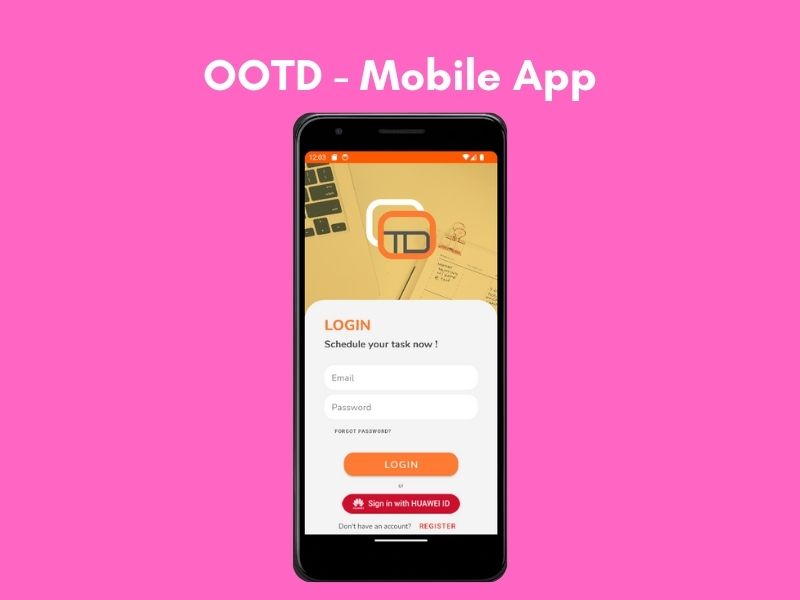 OOTD - Mobile App
12:03
TD
LOGIN
Schedule your task now !
Email
Password
FORGOT PASSWORD?
LOGIN
or
Sign in with HUAWEI ID
Don't have an account? REGISTER